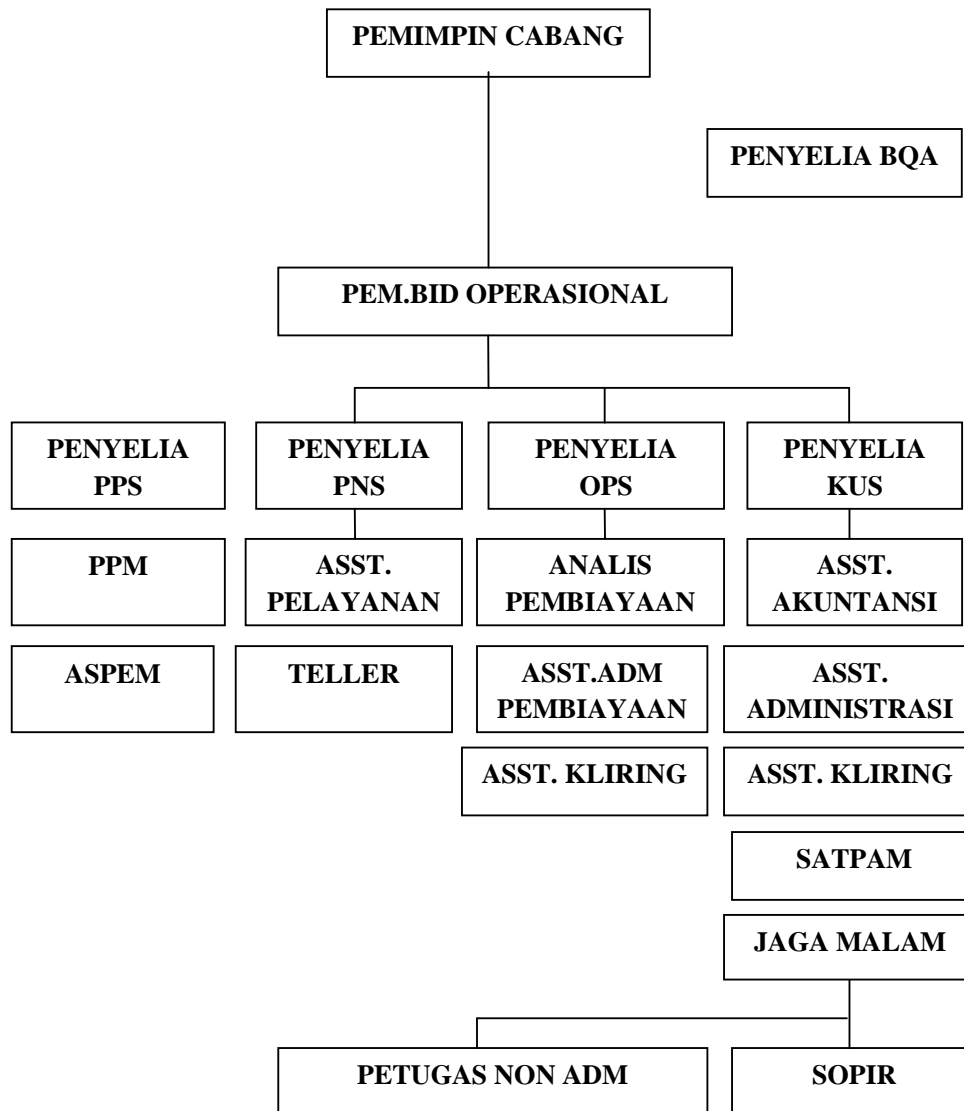 PEMIMPIN CABANG
PENYELIA BQA
PEM.BID OPERASIONAL
PENYELIA
PPS
PENYELIA
PNS
PENYELIA
OPS
PENYELIA
KUS
PPM
ASST.
PELAYANAN
ANALIS
PEMBIAYAAN
ASST.
AKUNTANSI
ASPEM
TELLER
ASST.ADM
PEMBIAYAAN
ASST.
ADMINISTRASI
ASST. KLIRING
ASST. KLIRING
SATPAM
JAGA MALAM
PETUGAS NON ADM
SOPIR